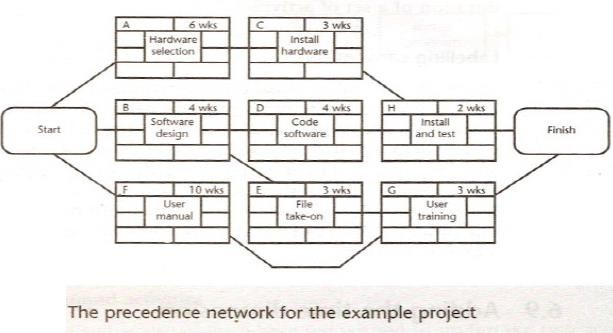 A 6 wks
Hardware
selection
C 3 wks
Install
hardware
Start
B 4 wks
Software
design
D 4 wks
Code
software
H 2 wks
Install
and test
Finish
F 10 wks
User
manual
E 3 wks
File
take-on
G 3 wks
User
training
The precedence network for the example project